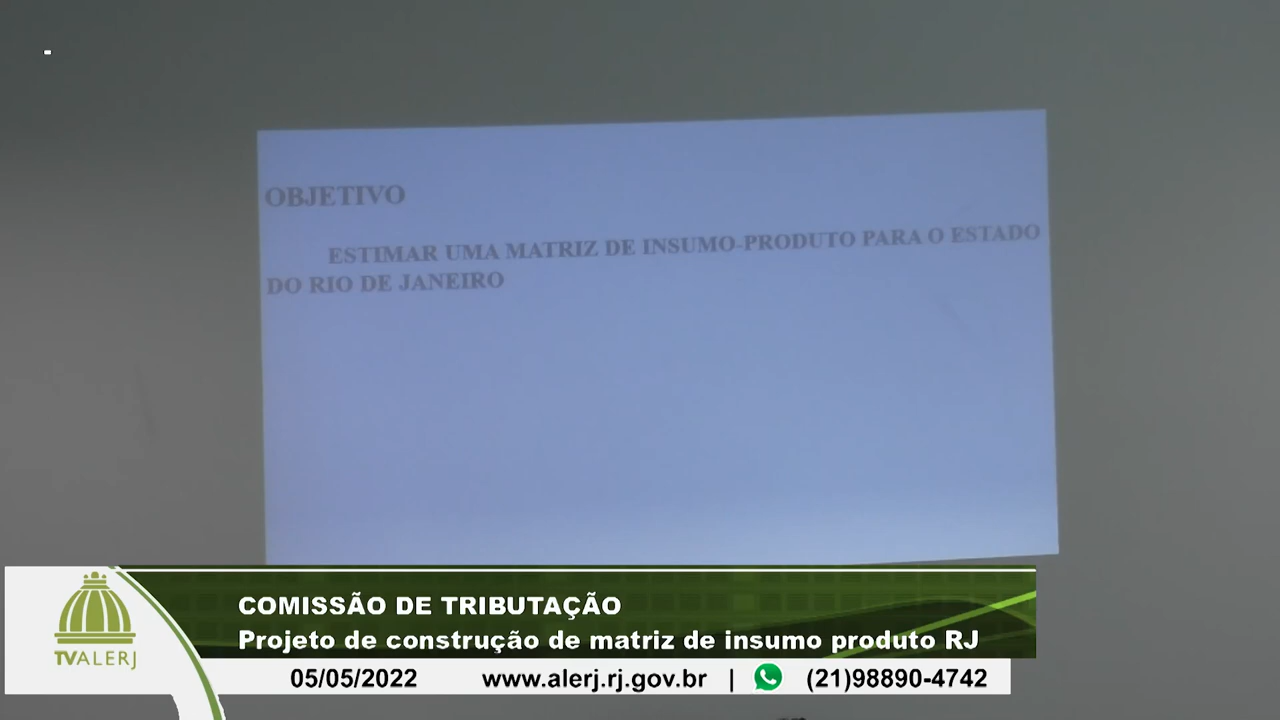 OBJETIVO
ESTIMAR UMA MATRIZ DE INSUMO-PRODUTO PARA O ESTADO
DO RIO DE JANEIRO
COMISSÃO DE TRIBUTAÇÃO
Projeto de construção de matriz de insumo produto RJ
TVALERJ
05/05/2022 www.alerj.rj.gov.br | (21)98890-4742